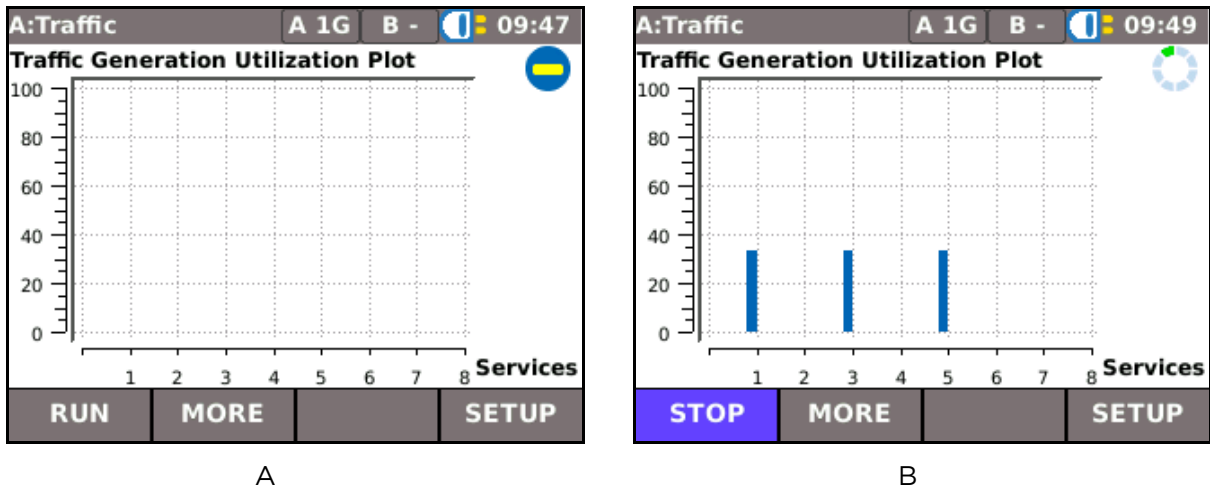 A:Traffic A 1G B - 09:47
Traffic Generation Utilization Plot
100
80
60
40
20
0
1 2 3 4 5 6 7 8 Services
RUN MORE SETUP
A
A:Traffic A 1G B - 09:49
Traffic Generation Utilization Plot
100
80
60
40
20
0
1 2 3 4 5 6 7 8 Services
STOP MORE SETUP
B